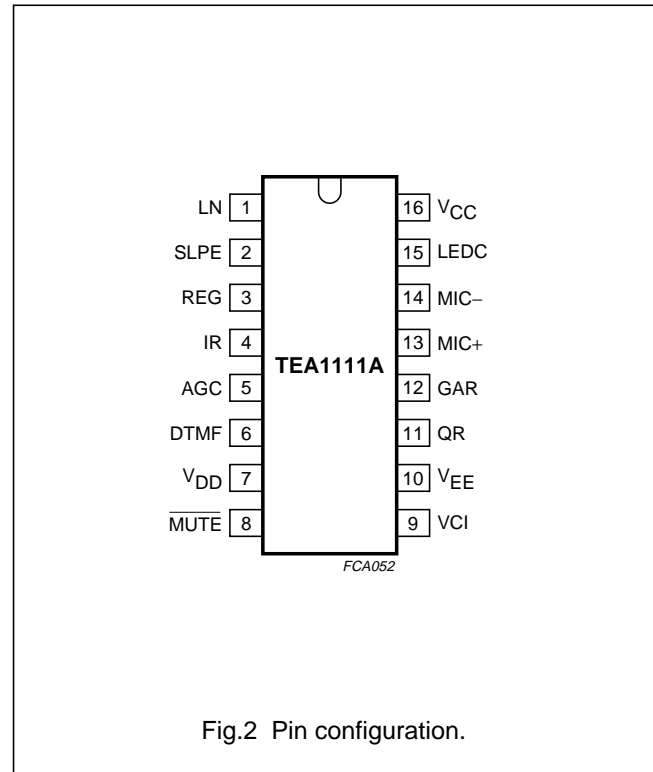 LN 1 16 VCC
SLPE 2 15 LEDC
REG 3 14 MIC−
IR 4 13 MIC+
TEA1111A
AGC 5 12 GAR
DTMF 6 11 QR
VDD 7 10 VEE
MUTE 8 9 VCI
FCA052
Fig.2 Pin configuration.